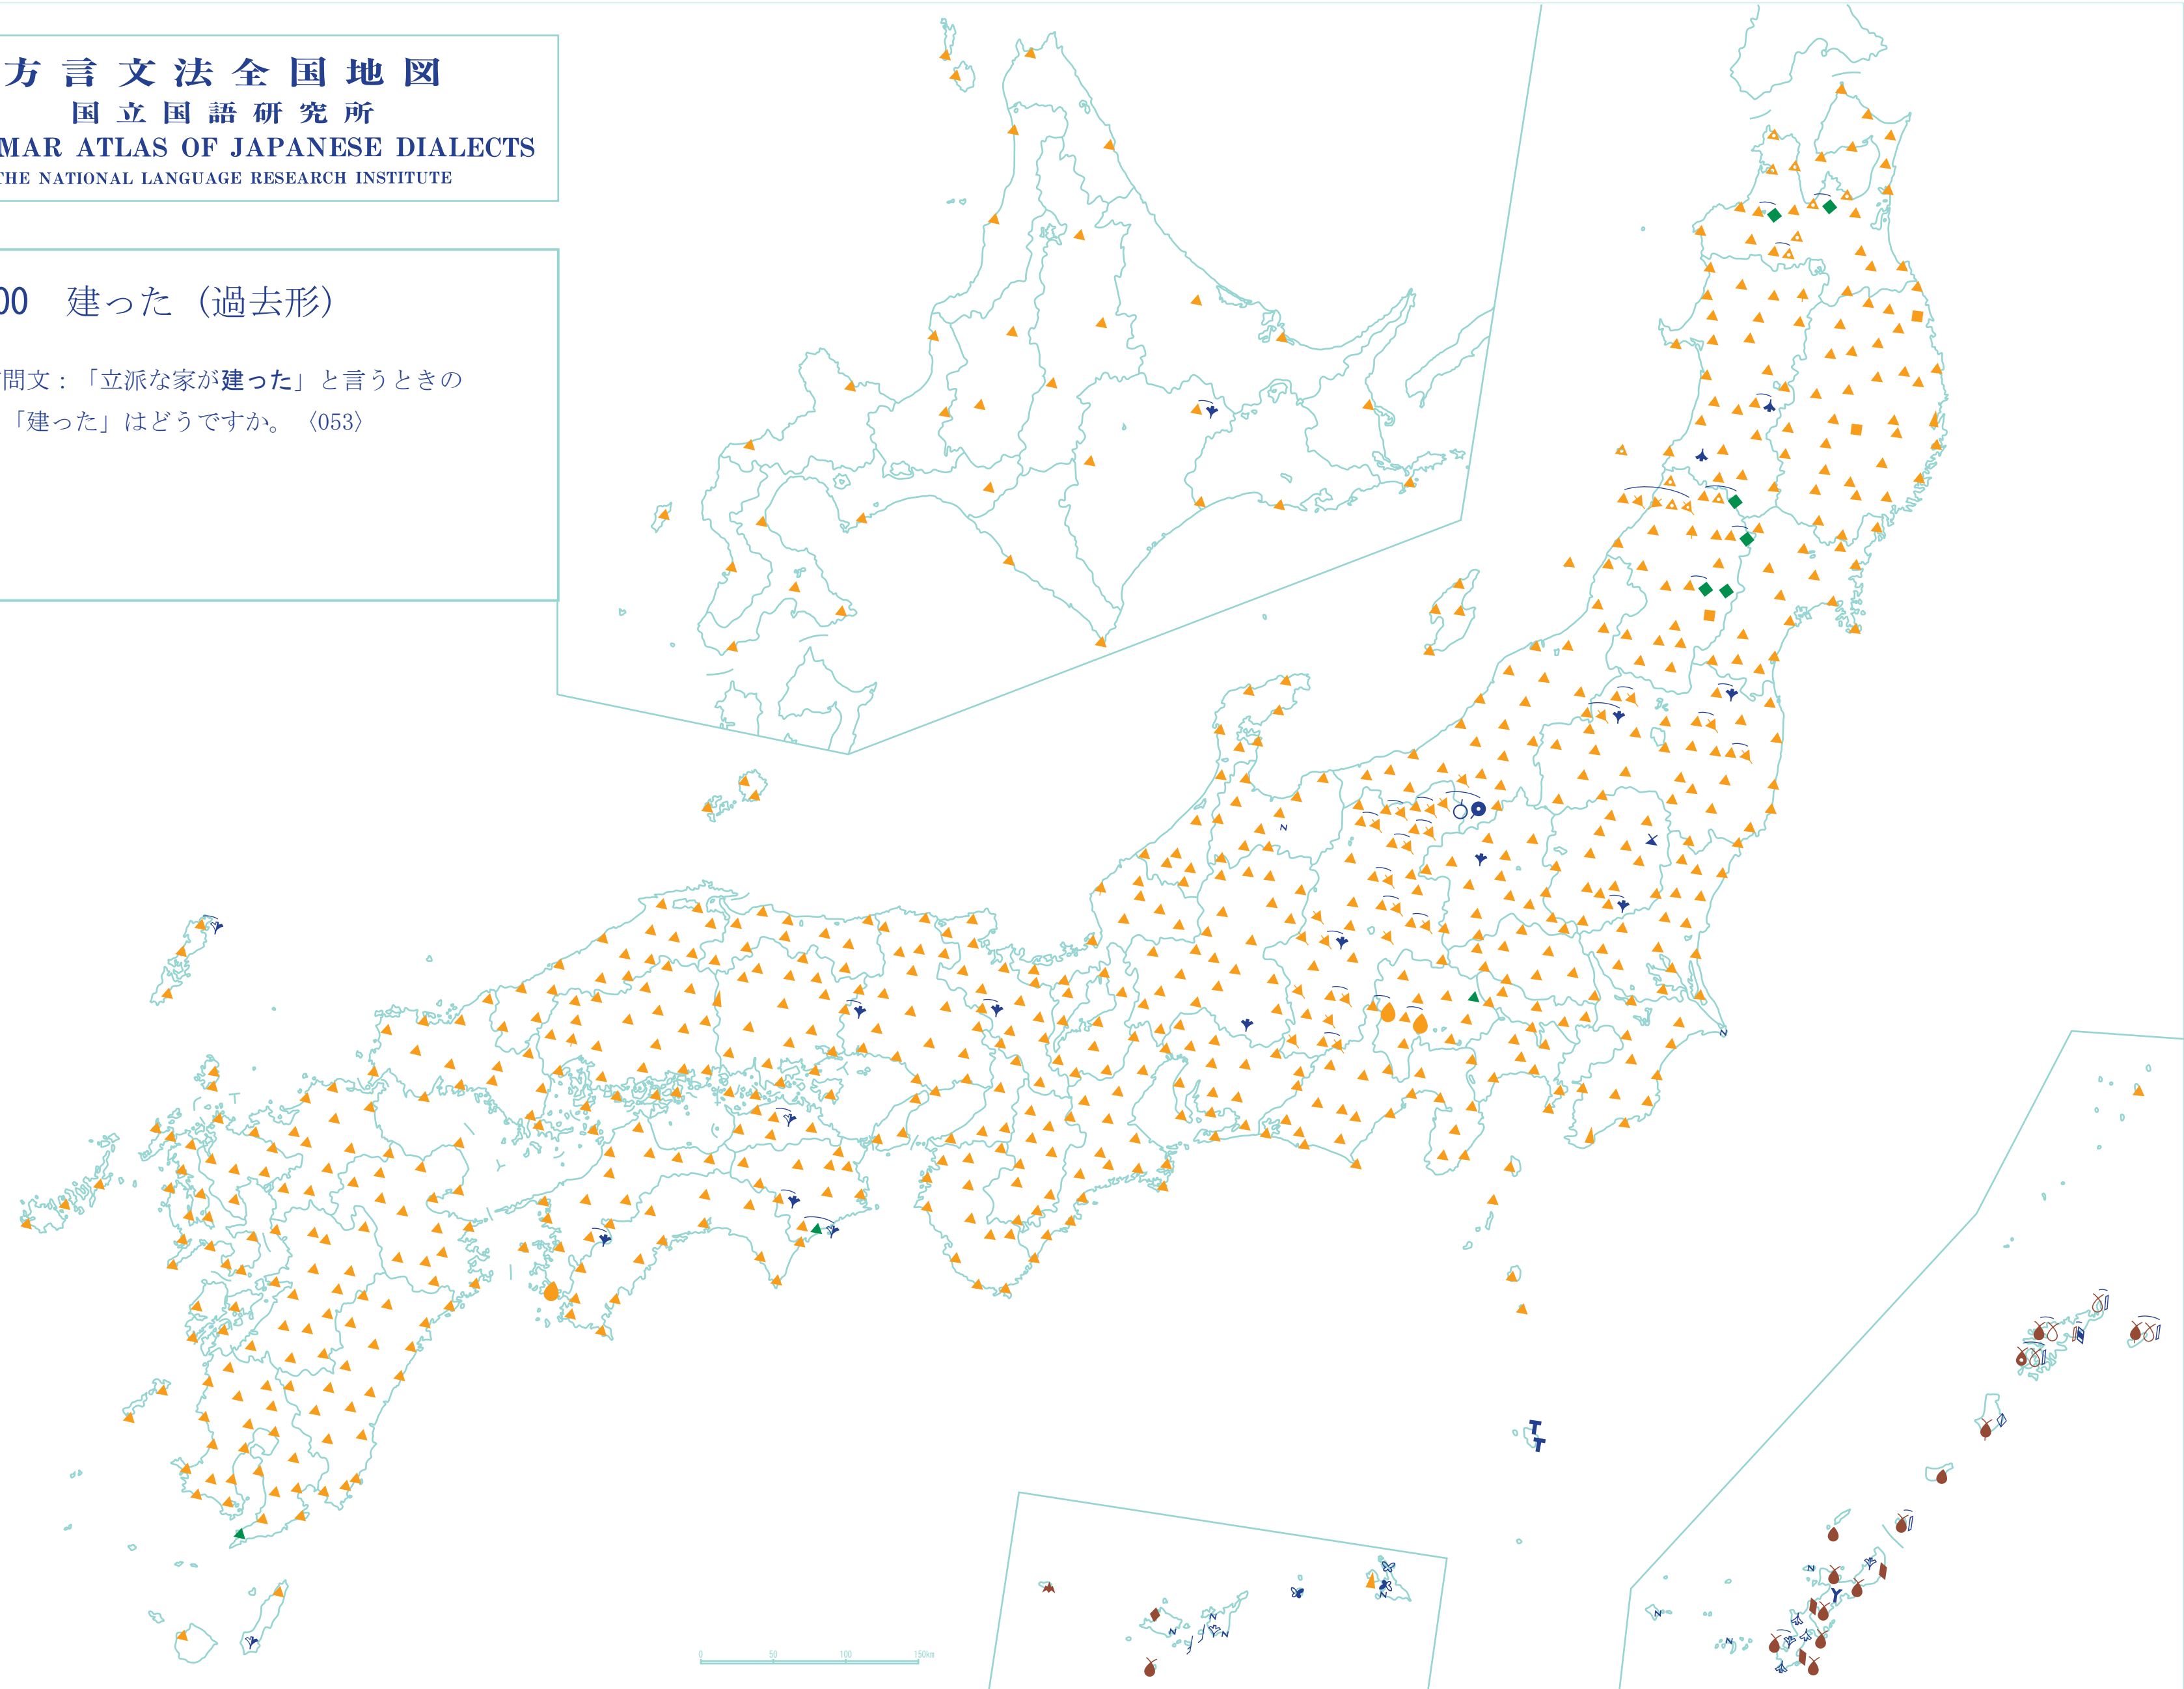 方言文法全国地図
国立国語研究所
MAR ATLAS OF JAPANESE DIALECTS
THE NATIONAL LANGUAGE RESEARCH INSTITUTE
00 建った（過去形）
問文：「立派な家が建った」と言うときの
「建った」はどうですか。〈053〉
0 50 100 150km